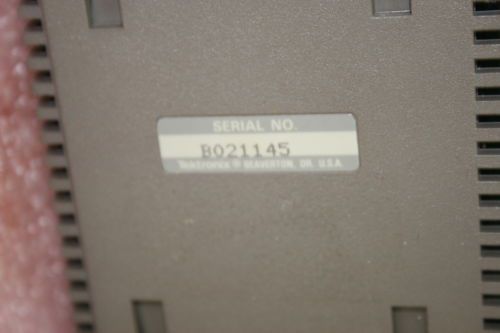 SERIAL NO.
B021145
Tektronix ® BEAVERTON, OR. U.S.A.